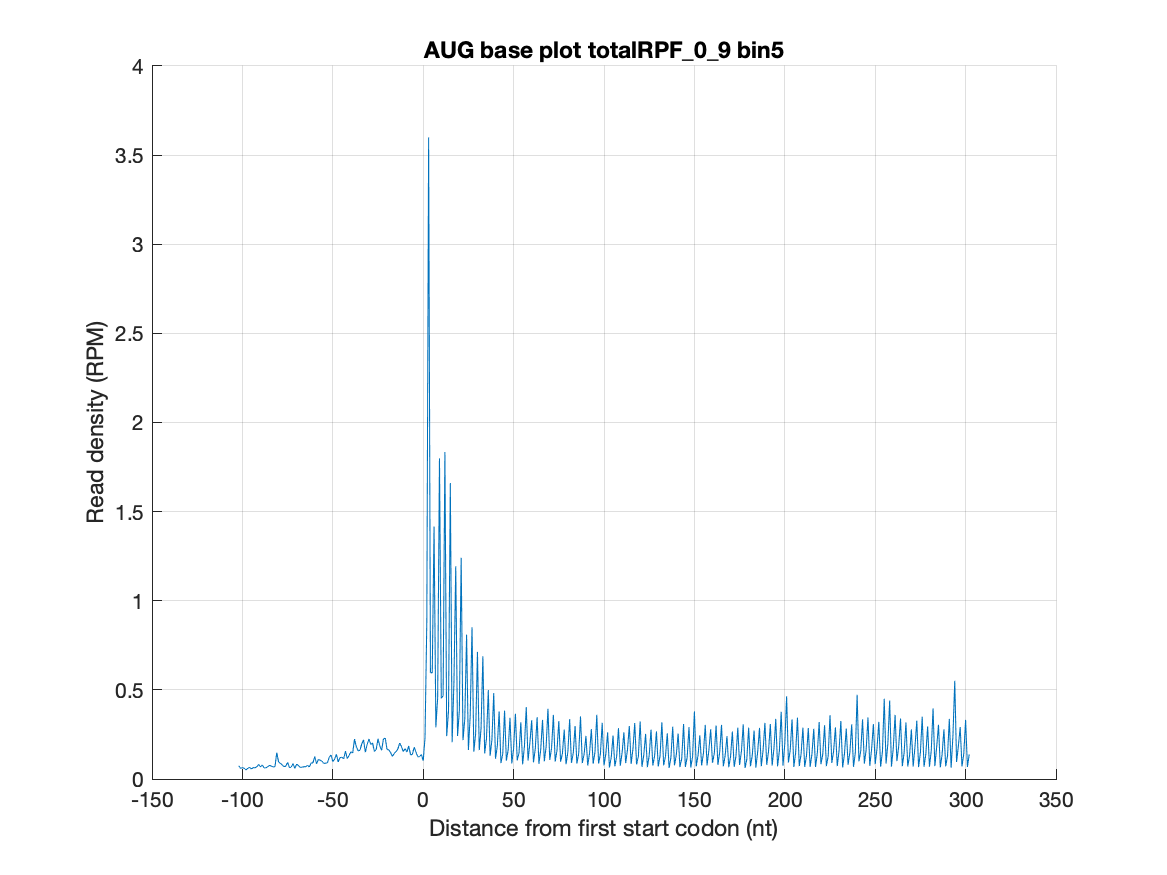 AUG base plot totalRPF_0_9 bin5
4
3.5
3
2.5
2
1.5
1
0.5
0
Read density (RPM)
-150 -100 -50 0 50 100 150 200 250 300 350
Distance from first start codon (nt)